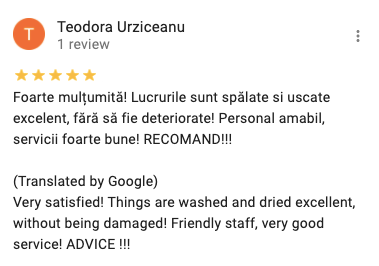 T
Teodora Urziceanu
1 review
Foarte mulțumită! Lucrurile sunt spălate si uscate
excelent, fără să fie deteriorate! Personal amabil,
servicii foarte bune! RECOMAND!!!
(Translated by Google)
Very satisfied! Things are washed and dried excellent,
without being damaged! Friendly staff, very good
service! ADVICE !!!